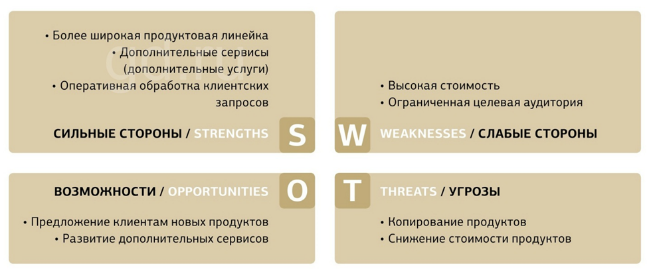 • Более широкая продуктовая линейка
• Дополнительные сервисы
(дополнительные услуги)
• Оперативная обработка клиентских
запросов
СИЛЬНЫЕ СТОРОНЫ / STRENGTHS
S
• Высокая стоимость
• Ограниченная целевая аудитория
W
WEAKNESSES / СЛАБЫЕ СТОРОНЫ
ВОЗМОЖНОСТИ / OPPORTUNITIES
O
• Предложение клиентам новых продуктов
• Развитие дополнительных сервисов
T
THREATS / УГРОЗЫ
• Копирование продуктов
• Снижение стоимости продуктов